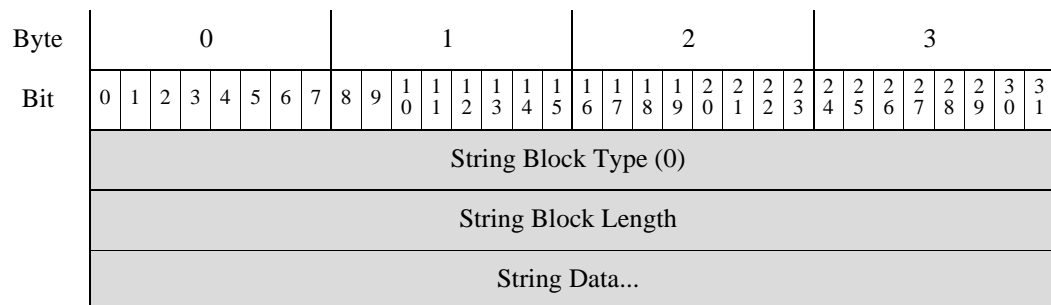 Byte 0 1 2 3
Bit 0 1 2 3 4 5 6 7 8 9 10 11 12 13 14 15 16 17 18 19 20 21 22 23 24 25 26 27 28 29 30 31
String Block Type (0)
String Block Length
String Data...